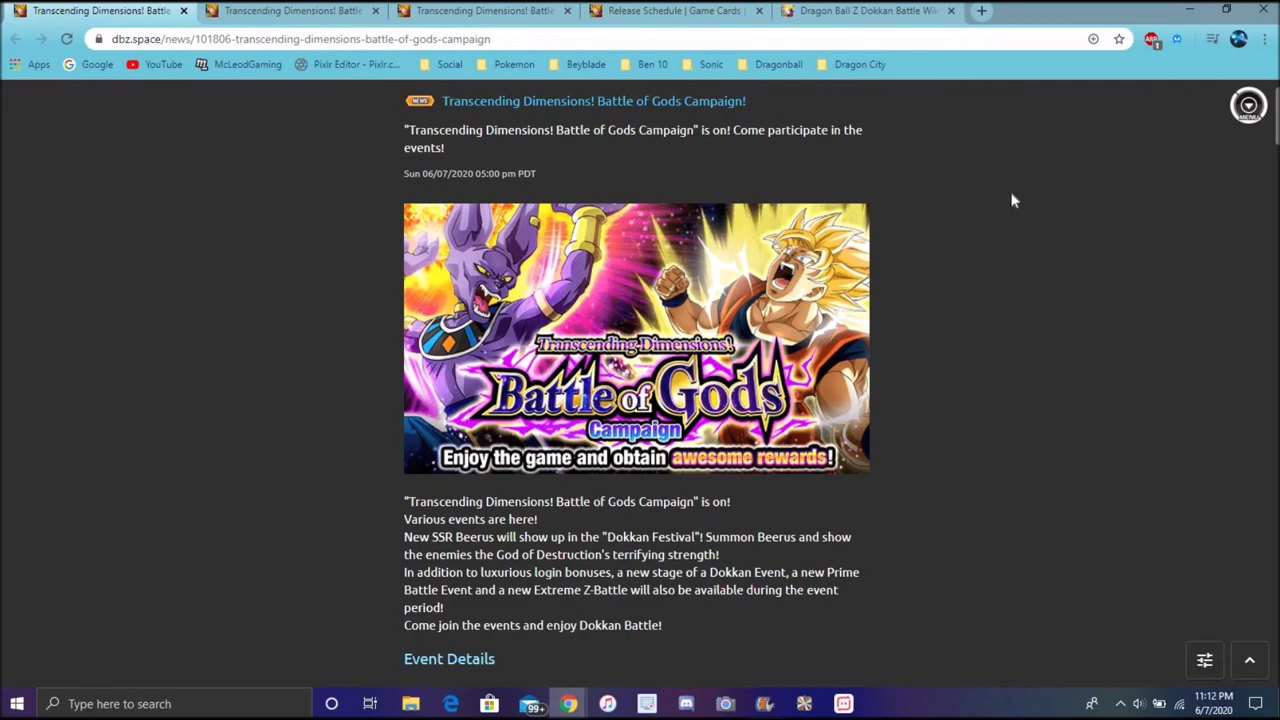 Transcending Dimensions! Battle
Transcending Dimensions! Battle
Transcending Dimensions! Battle
Release Schedule | Game Cards
Dragon Ball Z Dokkan Battle Wik
dbz.space/news/101806-transcending-dimensions-battle-of-gods-campaign
Apps
Google
YouTube
McLeodGaming
Pixlr Editor - Pixlr.c...
Social
Pokemon
Beyblade
Ben 10
Sonic
Dragonball
Dragon City
NEWS Transcending Dimensions! Battle of Gods Campaign!
MENU
"Transcending Dimensions! Battle of Gods Campaign" is on! Come participate in the
events!
Sun 06/07/2020 05:00 pm PDT
Transcending Dimensions!
Battle of Gods
Campaign
Enjoy the game and obtain awesome rewards!
"Transcending Dimensions! Battle of Gods Campaign" is on!
Various events are here!
New SSR Beerus will show up in the "Dokkan Festival"! Summon Beerus and show
the enemies the God of Destruction's terrifying strength!
In addition to luxurious login bonuses, a new stage of a Dokkan Event, a new Prime
Battle Event and a new Extreme Z-Battle will also be available during the event
period!
Come join the events and enjoy Dokkan Battle!
Event Details
Type here to search
99+
11:12 PM
6/7/2020